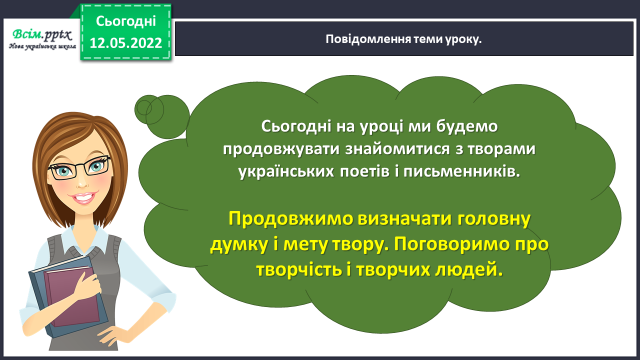 Всім.pptx
Нова українська школа
Сьогодні
12.05.2022
Повідомлення теми уроку.
Сьогодні на уроці ми будемо
продовжувати знайомитися з творами
українських поетів і письменників.
Продовжимо визначати головну
думку і мету твору. Поговоримо про
творчість і творчих людей.